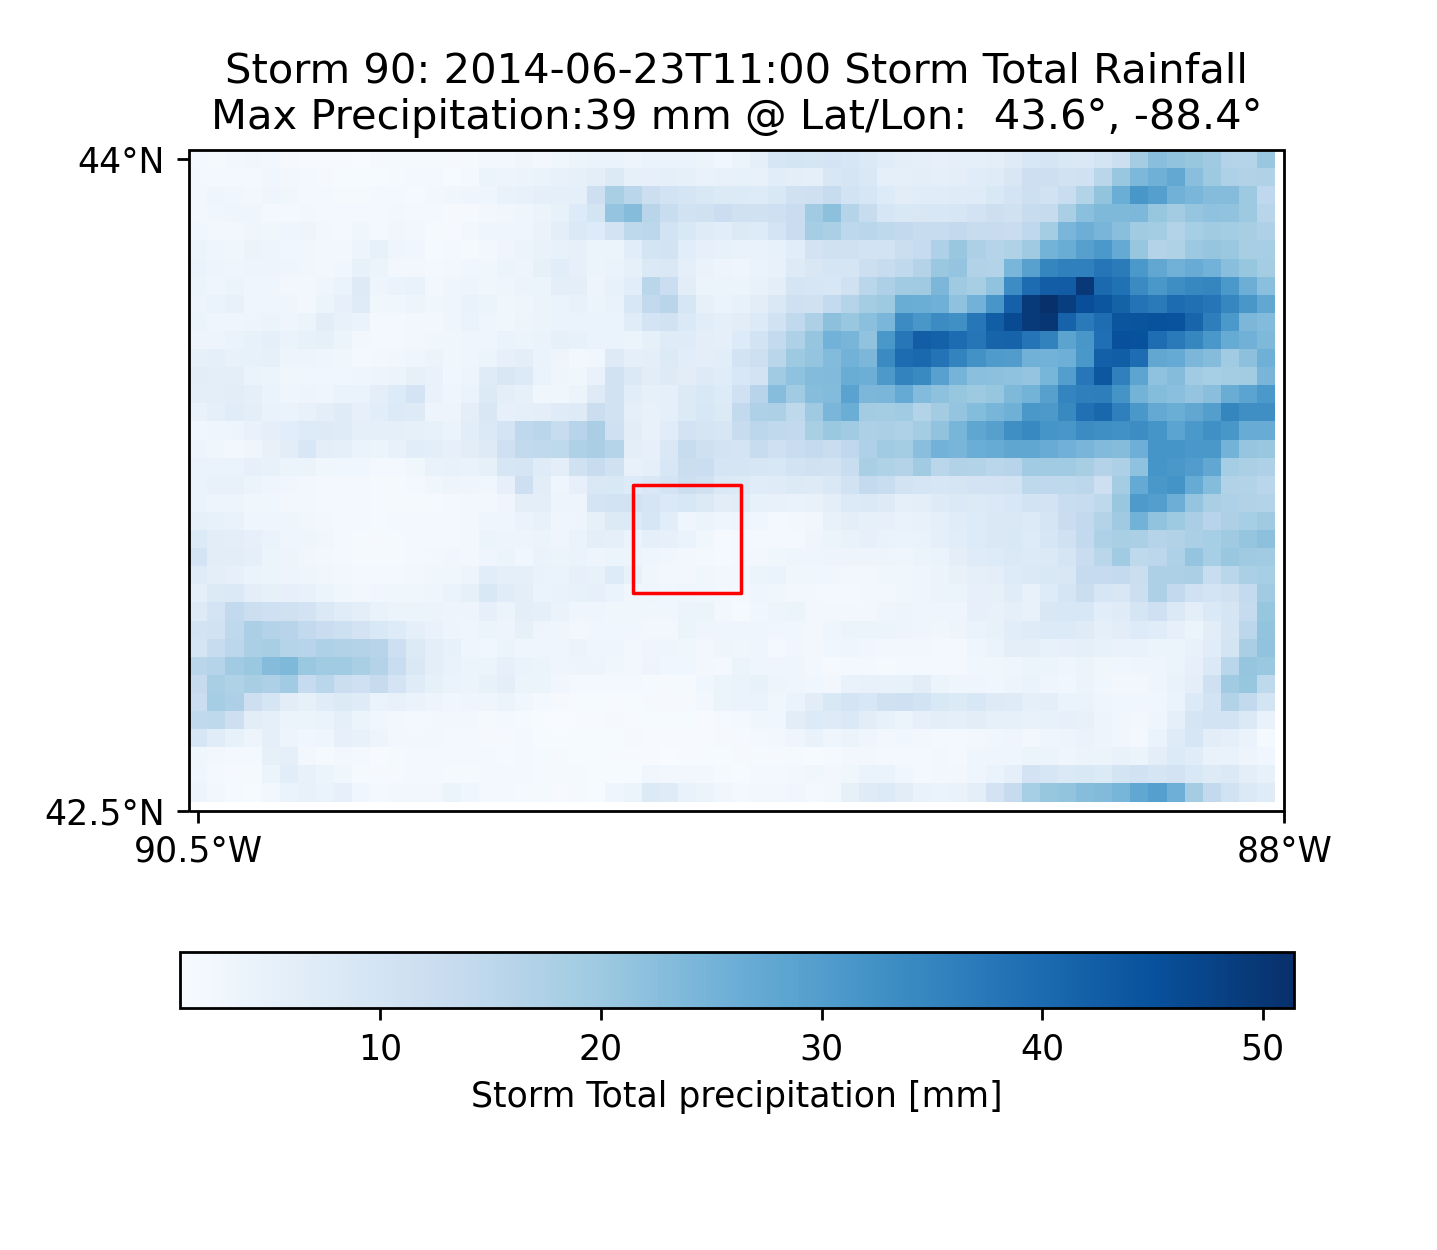 Storm 90: 2014-06-23T11:00 Storm Total Rainfall
Max Precipitation:39 mm @ Lat/Lon:  43.6°, -88.4°
44°N
42.5°N
90.5°W 88°W
10 20 30 40 50
Storm Total precipitation [mm]